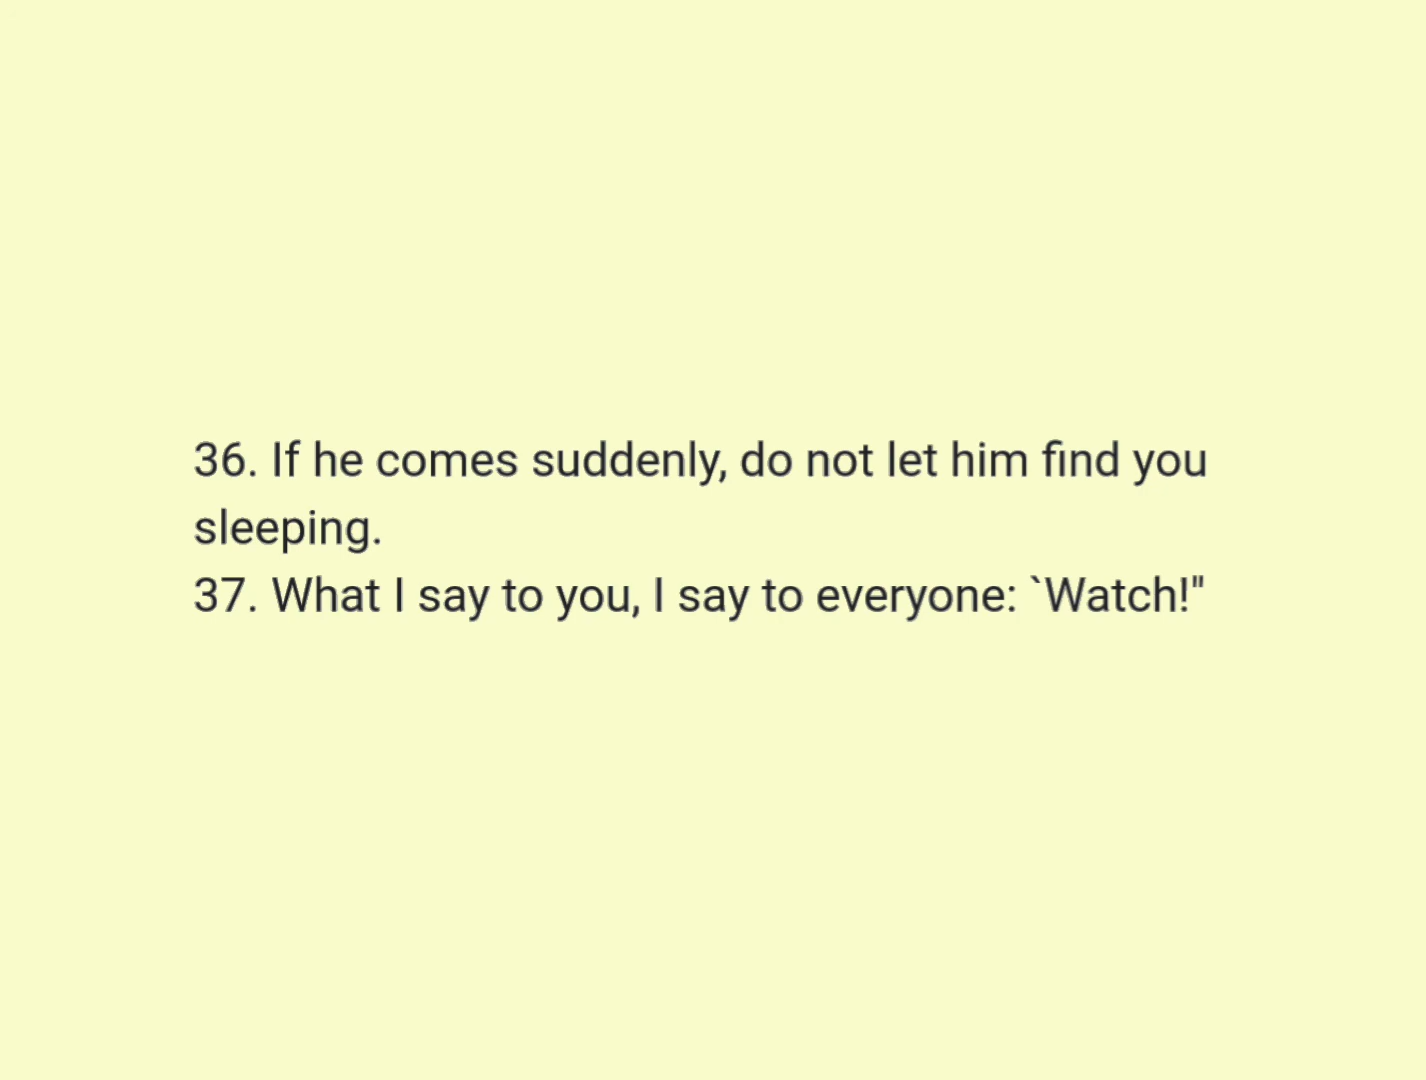 36. If he comes suddenly, do not let him find you
sleeping.
37. What I say to you, I say to everyone: `Watch!"